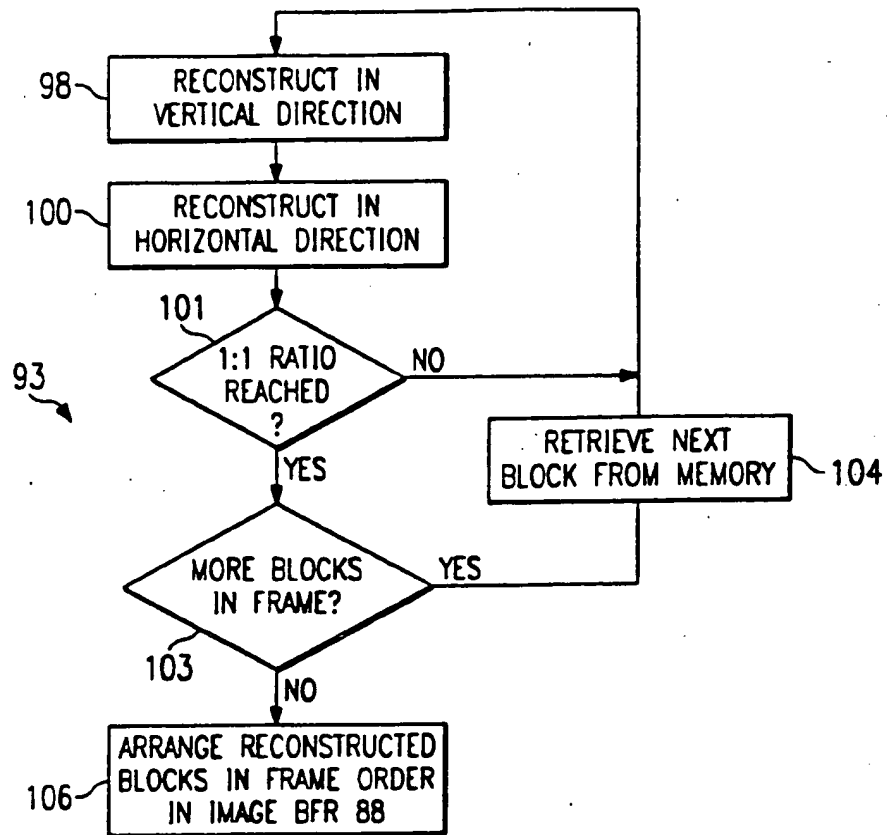 98
RECONSTRUCT IN
VERTICAL DIRECTION
100
RECONSTRUCT IN
HORIZONTAL DIRECTION
101
1:1 RATIO
REACHED
?
NO
93
YES
RETRIEVE NEXT
BLOCK FROM MEMORY
104
MORE BLOCKS
IN FRAME?
YES
103
NO
106
ARRANGE RECONSTRUCTED
BLOCKS IN FRAME ORDER
IN IMAGE BFR 88